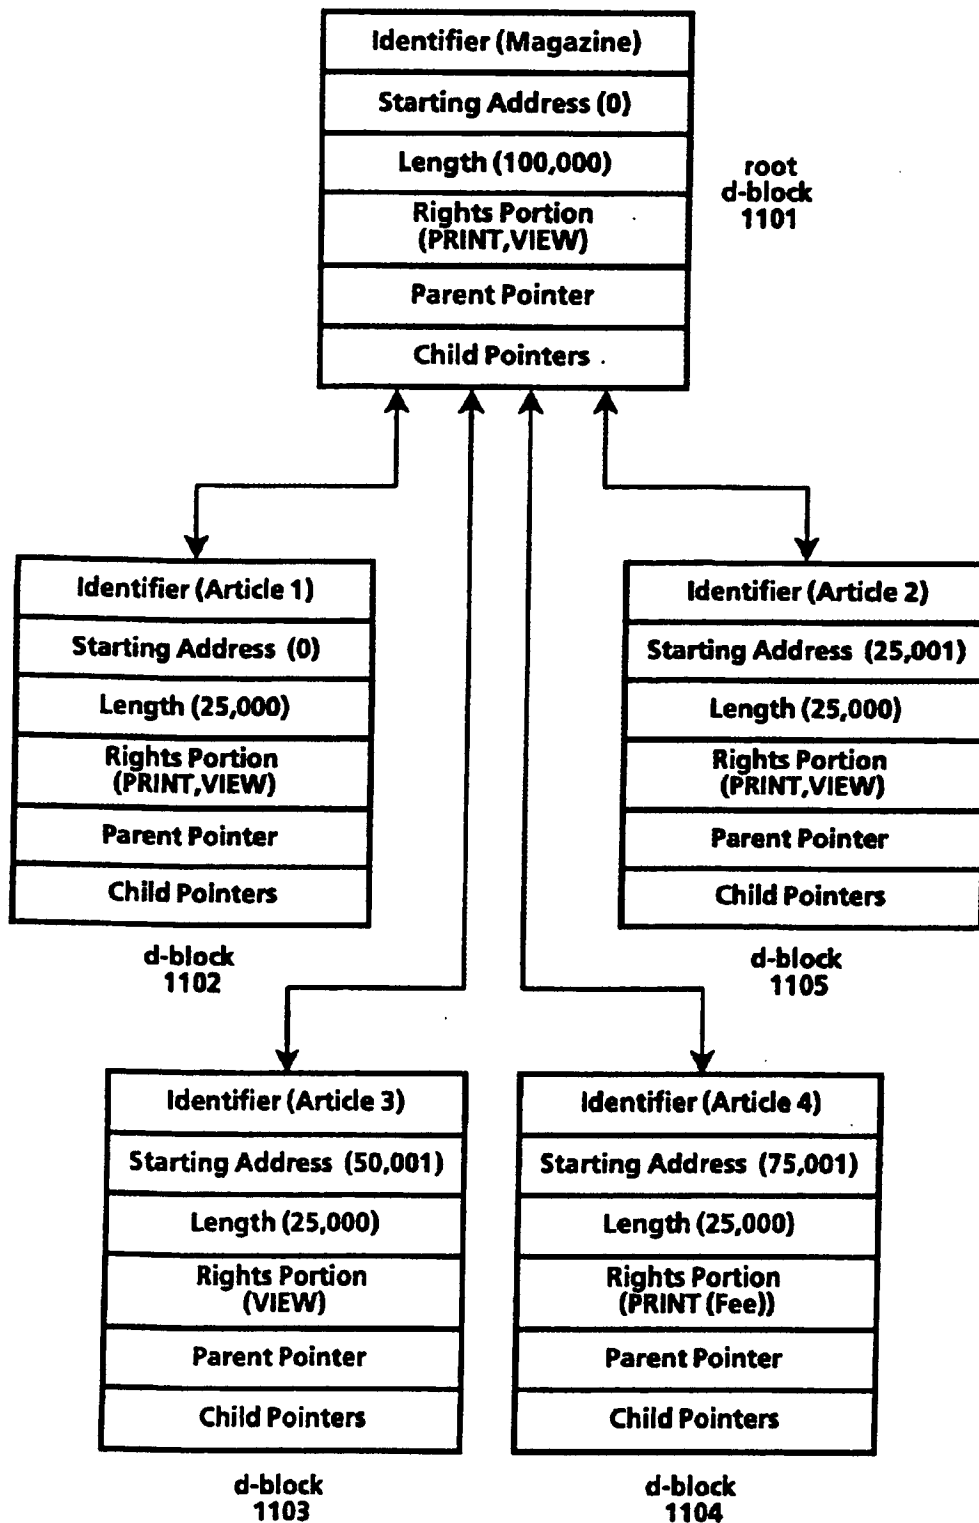 Identifier (Magazine)
Starting Address (0)
Length (100,000)
Rights Portion
(PRINT,VIEW)
Parent Pointer
Child Pointers
root
d-block
1101
Identifier (Article 1)
Starting Address (0)
Length (25,000)
Rights Portion
(PRINT,VIEW)
Parent Pointer
Child Pointers
d-block
1102
Identifier (Article 2)
Starting Address (25,001)
Length (25,000)
Rights Portion
(PRINT,VIEW)
Parent Pointer
Child Pointers
d-block
1105
Identifier (Article 3)
Starting Address (50,001)
Length (25,000)
Rights Portion
(VIEW)
Parent Pointer
Child Pointers
d-block
1103
Identifier (Article 4)
Starting Address (75,001)
Length (25,000)
Rights Portion
(PRINT (Fee))
Parent Pointer
Child Pointers
d-block
1104